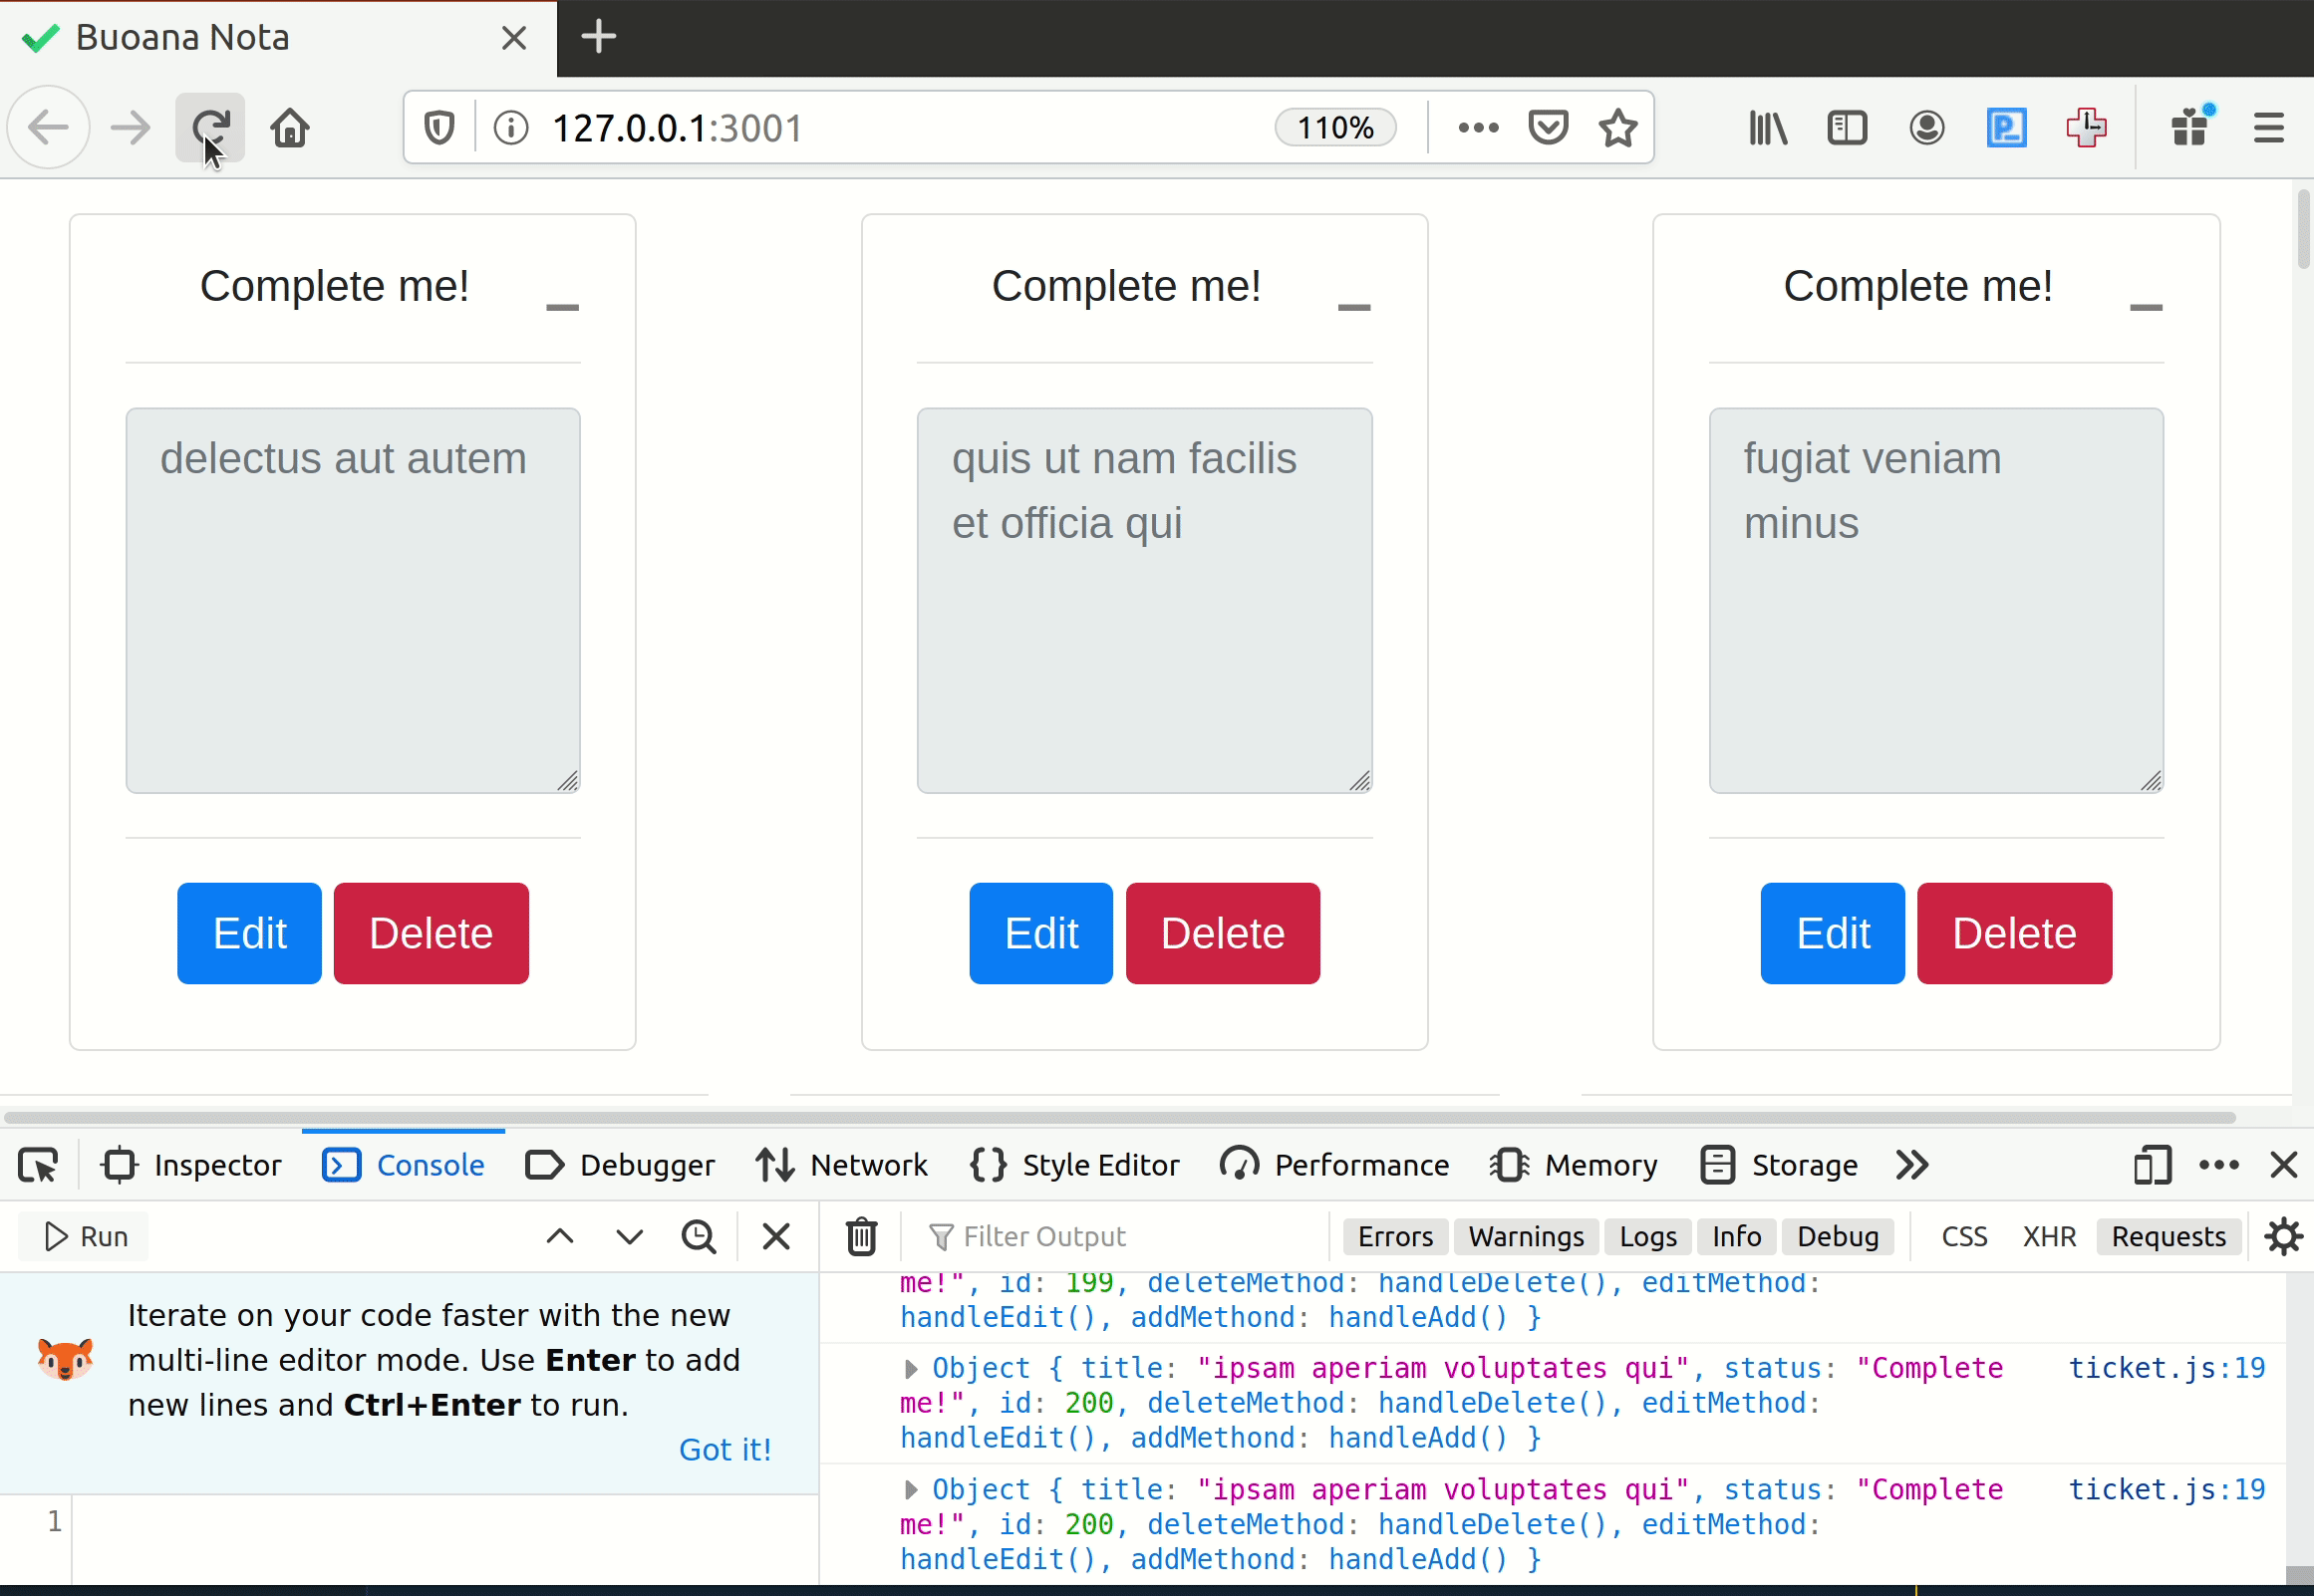 Buoana Nota
127.0.0.1:3001 110%
Complete me! Complete me! Complete me!
delectus aut autem
quis ut nam facilis
et officia qui
fugiat veniam
minus
Edit Delete Edit Delete Edit Delete
Inspector Console Debugger Network Style Editor Performance Memory Storage
Run Filter Output Errors Warnings Logs Info Debug CSS XHR Requests
Iterate on your code faster with the new
multi-line editor mode. Use Enter to add
new lines and Ctrl+Enter to run.
Got it!
1
me!", id: 199, deleteMethod: handleDelete(), editMethod:
handleEdit(), addMethond: handleAdd() }
Object { title: "ipsam aperiam voluptates qui", status: "Complete ticket.js:19
me!", id: 200, deleteMethod: handleDelete(), editMethod:
handleEdit(), addMethond: handleAdd() }
Object { title: "ipsam aperiam voluptates qui", status: "Complete ticket.js:19
me!", id: 200, deleteMethod: handleDelete(), editMethod:
handleEdit(), addMethond: handleAdd() }